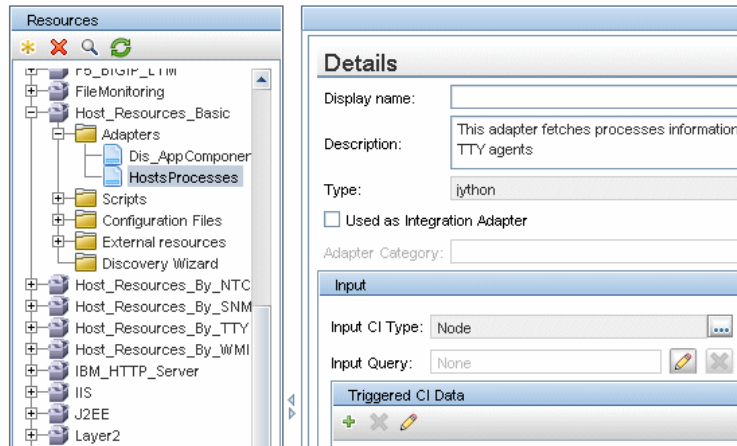 Resources
F5_BIGIP_LTM
FileMonitoring
Host_Resources_Basic
Adapters
Dis_AppComponen
HostsProcesses
Scripts
Configuration Files
External resources
Discovery Wizard
Host_Resources_By_NTC
Host_Resources_By_SNM
Host_Resources_By_TTY
Host_Resources_By_WMI
IBM_HTTP_Server
IIS
J2EE
Layer2
Details
Display name:
Description:
This adapter fetches processes information
TTY agents
Type:
jython
Used as Integration Adapter
Adapter Category:
Input
Input CI Type:
Node
...
Input Query:
None
Triggered CI Data